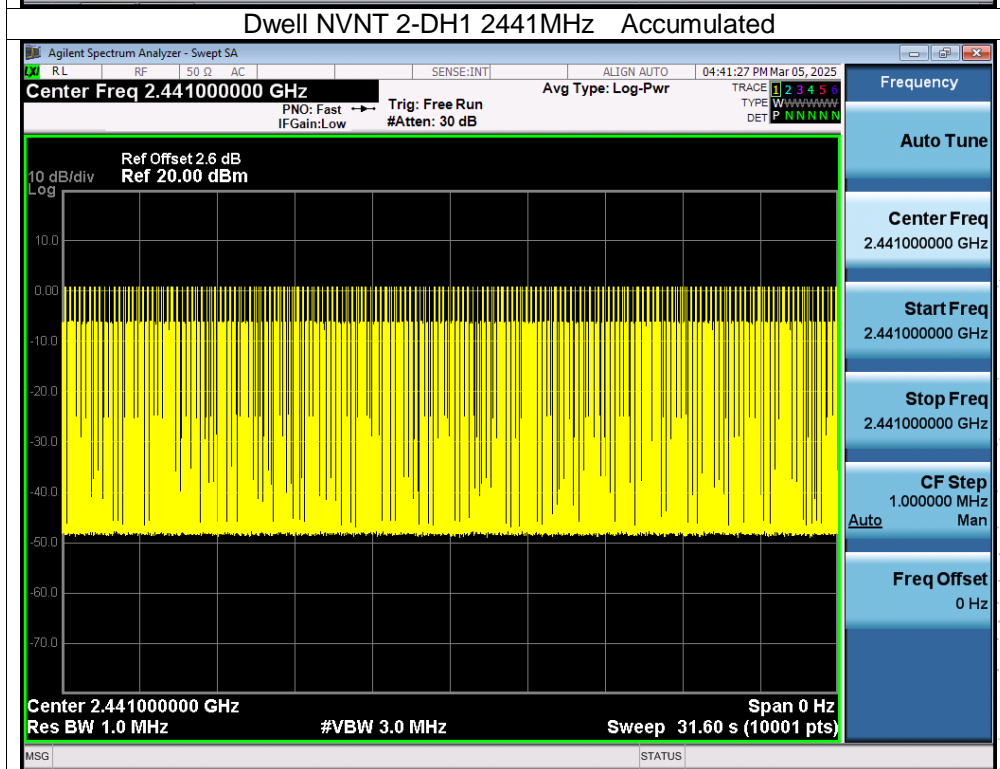 Dwell NVNT 2-DH1 2441MHz Accumulated
Agilent Spectrum Analyzer - Swept SA
LXI RL RF 50 Ω AC SENSE:INT ALIGN AUTO 04:41:27 PM Mar 05, 2025
Center Freq 2.441000000 GHz
PNO: Fast
IFGain:Low
Trig: Free Run
#Atten: 30 dB
Avg Type: Log-Pwr
TRACE 1 2 3 4 5 6
TYPE WWWWWWW
DET P N N N N N
Frequency
Auto Tune
Center Freq
2.441000000 GHz
Start Freq
2.441000000 GHz
Stop Freq
2.441000000 GHz
CF Step
1.000000 MHz
Auto Man
Freq Offset
0 Hz
Ref Offset 2.6 dB
10 dB/div Ref 20.00 dBm
Log
10.0
0.00
-10.0
-20.0
-30.0
-40.0
-50.0
-60.0
-70.0
Center 2.441000000 GHz Span 0 Hz
Res BW 1.0 MHz #VBW 3.0 MHz Sweep 31.60 s (10001 pts)
MSG STATUS